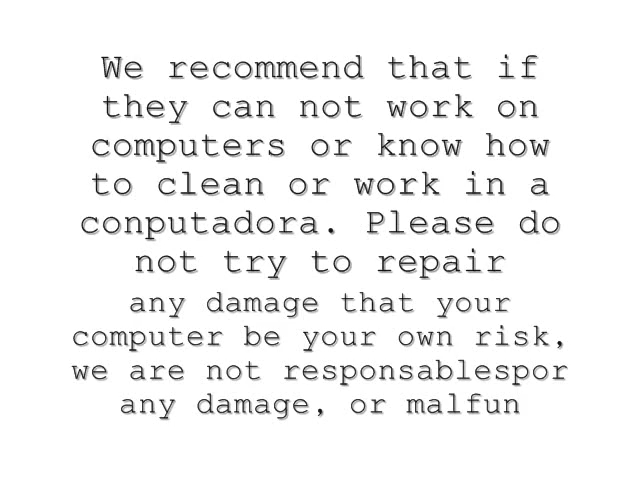 We recommend that if
they can not work on
computers or know how
to clean or work in a
conputadora. Please do
not try to repair
any damage that your
computer be your own risk,
we are not responsablespor
any damage, or malfun